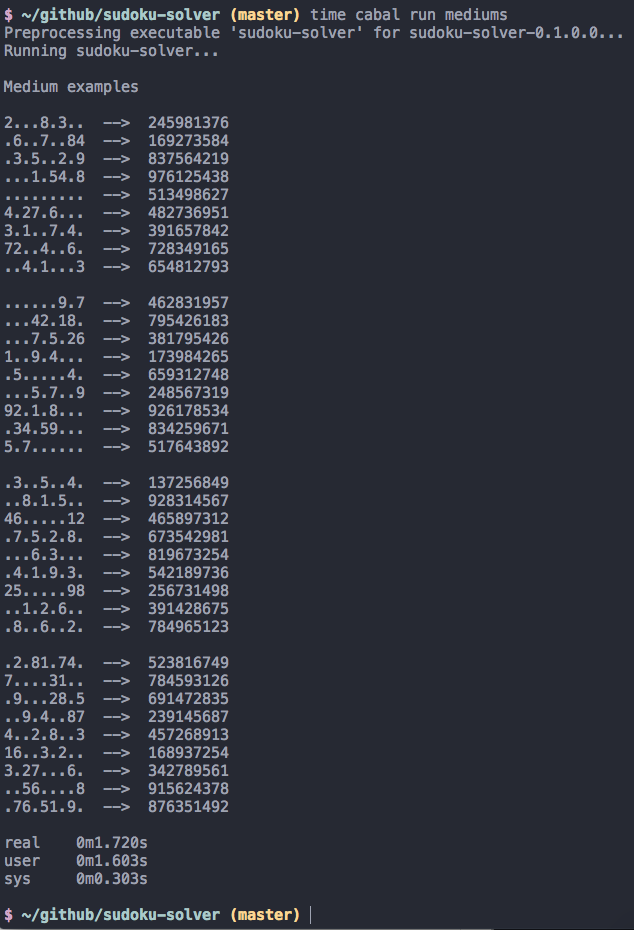 $ ~/github/sudoku-solver (master) time cabal run mediums
Preprocessing executable 'sudoku-solver' for sudoku-solver-0.1.0.0...
Running sudoku-solver...
Medium examples
2...8.3..  -->  245981376
.6..7..84  -->  169273584
.3.5..2.9  -->  837564219
...1.54.8  -->  976125438
.........  -->  513498627
4.27.6...  -->  482736951
3.1..7.4.  -->  391657842
72..4..6.  -->  728349165
..4.1...3  -->  654812793
......9.7  -->  462831957
...42.18.  -->  795426183
...7.5.26  -->  381795426
1..9.4...  -->  173984265
.5.....4.  -->  659312748
...5.7..9  -->  248567319
92.1.8...  -->  926178534
.34.59...  -->  834259671
5.7......  -->  517643892
.3..5..4.  -->  137256849
..8.1.5..  -->  928314567
46.....12  -->  465897312
.7.5.2.8.  -->  673542981
...6.3...  -->  819673254
.4.1.9.3.  -->  542189736
25.....98  -->  256731498
..1.2.6..  -->  391428675
.8..6..2.  -->  784965123
.2.81.74.  -->  523816749
7....31..  -->  784593126
.9...28.5  -->  691472835
..9.4..87  -->  239145687
4..2.8..3  -->  457268913
16..3.2..  -->  168937254
3.27...6.  -->  342789561
..56....8  -->  915624378
.76.51.9.  -->  876351492
real    0m1.720s
user    0m1.603s
sys     0m0.303s
$ ~/github/sudoku-solver (master)